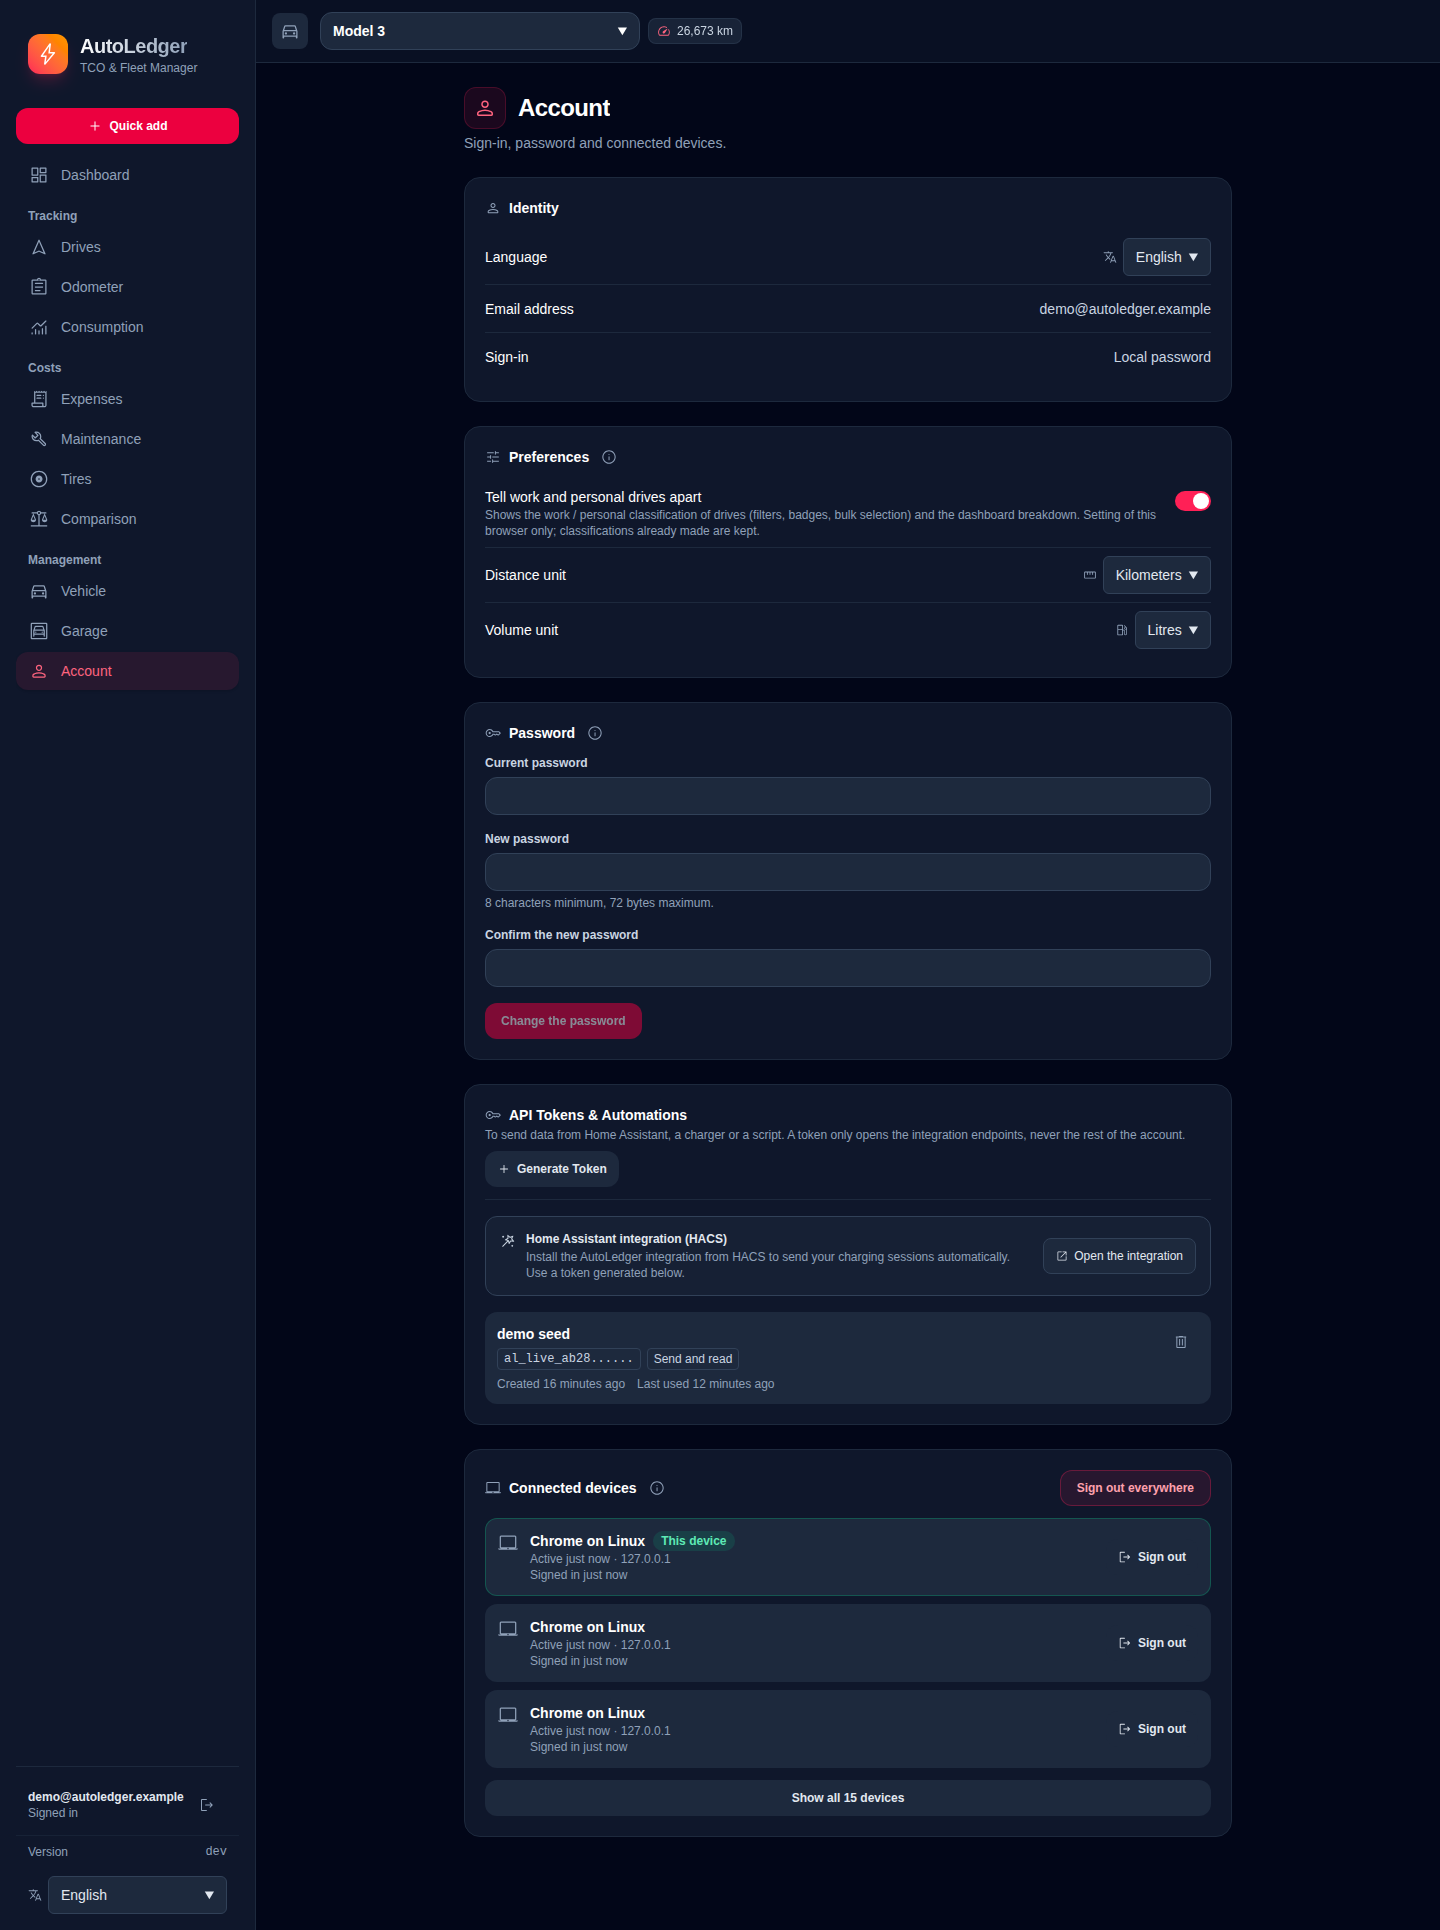 AutoLedger
TCO & Fleet Manager
Quick add
Dashboard
Tracking
Drives
Odometer
Consumption
Costs
Expenses
Maintenance
Tires
Comparison
Management
Vehicle
Garage
Account
demo@autoledger.example
Signed in
Version dev
English
Model 3
26,673 km
Account
Sign-in, password and connected devices.
Identity
Language English
Email address demo@autoledger.example
Sign-in Local password
Preferences
Tell work and personal drives apart
Shows the work / personal classification of drives (filters, badges, bulk selection) and the dashboard breakdown. Setting of this
browser only; classifications already made are kept.
Distance unit Kilometers
Volume unit Litres
Password
Current password
New password
8 characters minimum, 72 bytes maximum.
Confirm the new password
Change the password
API Tokens & Automations
To send data from Home Assistant, a charger or a script. A token only opens the integration endpoints, never the rest of the account.
Generate Token
Home Assistant integration (HACS)
Install the AutoLedger integration from HACS to send your charging sessions automatically.
Use a token generated below.
Open the integration
demo seed
al_live_ab28...... Send and read
Created 16 minutes ago Last used 12 minutes ago
Connected devices
Sign out everywhere
Chrome on Linux This device
Active just now · 127.0.0.1
Signed in just now
Sign out
Chrome on Linux
Active just now · 127.0.0.1
Signed in just now
Sign out
Chrome on Linux
Active just now · 127.0.0.1
Signed in just now
Sign out
Show all 15 devices